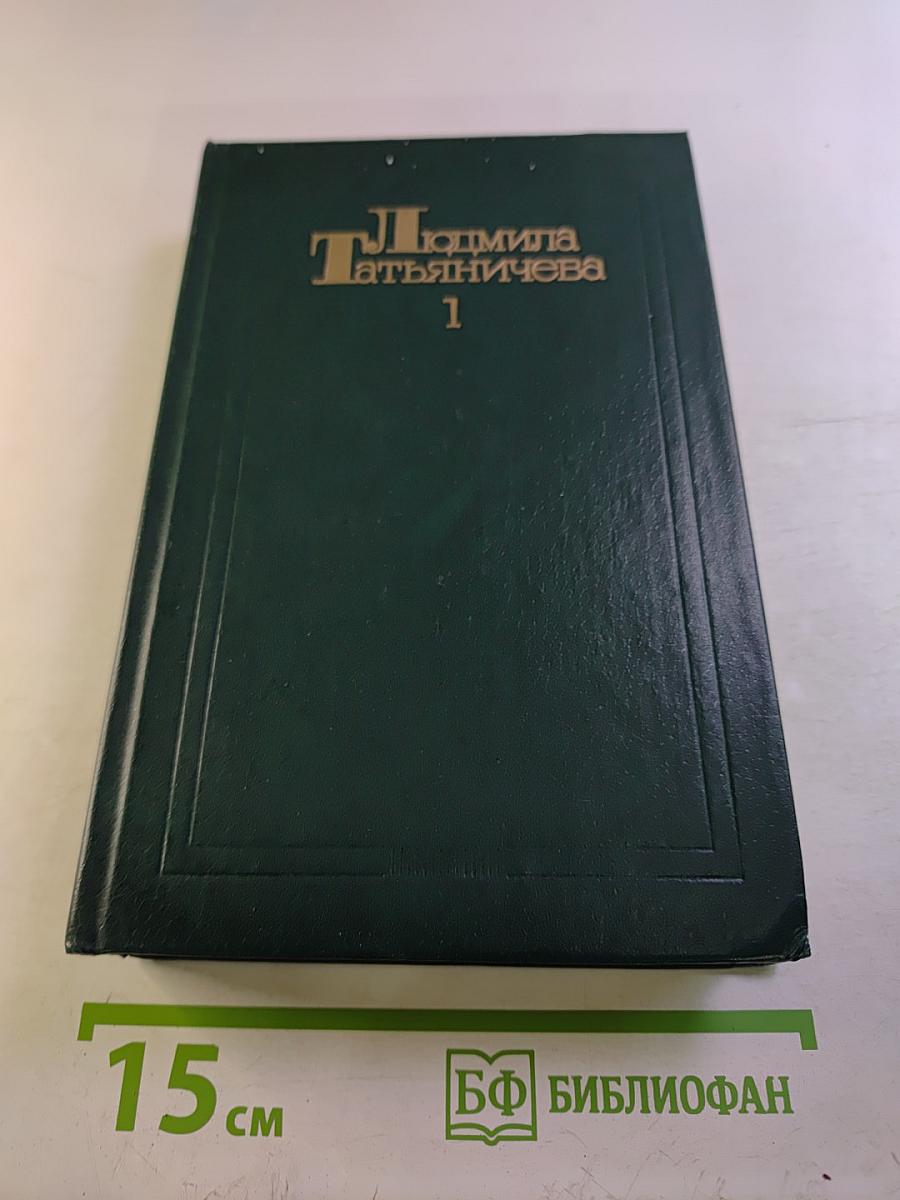 Людмила
Татьяничева
1
15 см
БФ БИБЛИОФАН